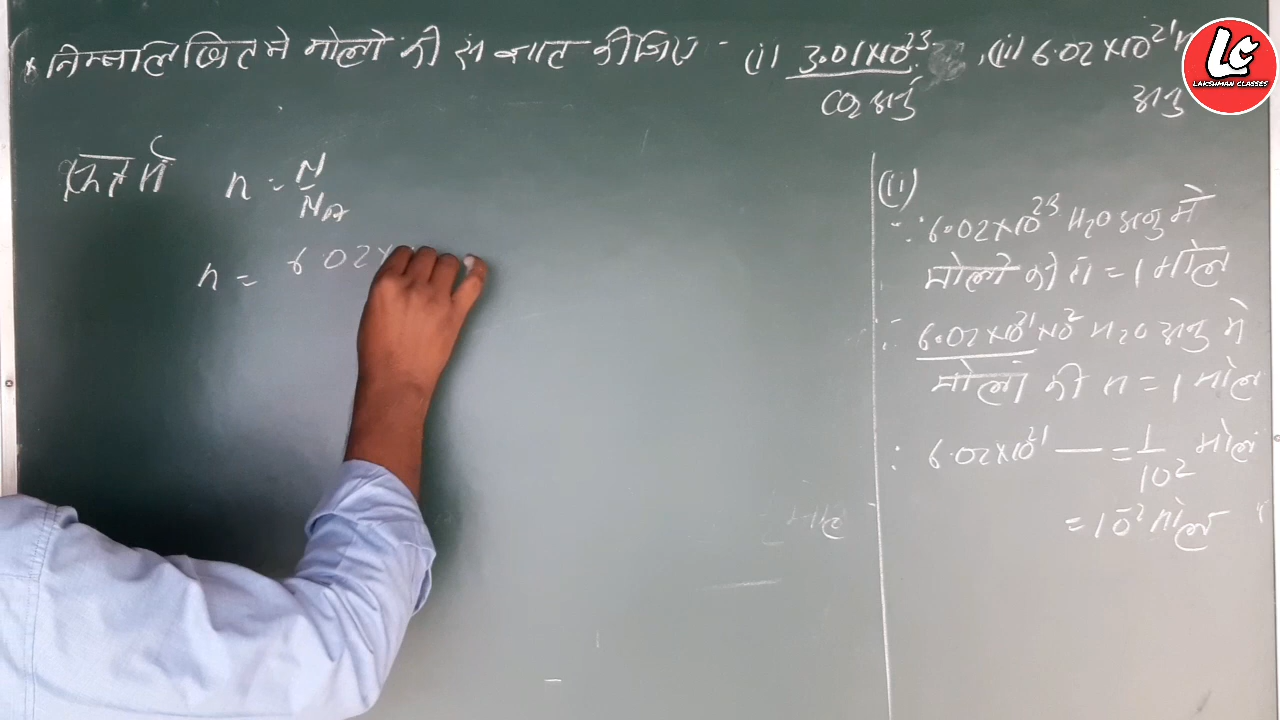 * निम्नलिखित मे मोलो की सं ज्ञात कीजिए - (i) 3.01×10²³ , (ii) 6.02×10²¹ H
CO2 अणु अणु
LC
LAKSHMAN CLASSES
n = N/NA
n = 6.02×
(ii)
∵ 6.02×10²³ H2O अणु मे
मोलो की सं = 1 मोल
∴ 6.02×10²¹×10² H2O अणु मे
मोलों की सं = 1 मोल
∴ 6.02×10²¹ — = 1/10² मोल
= 10⁻² मोल